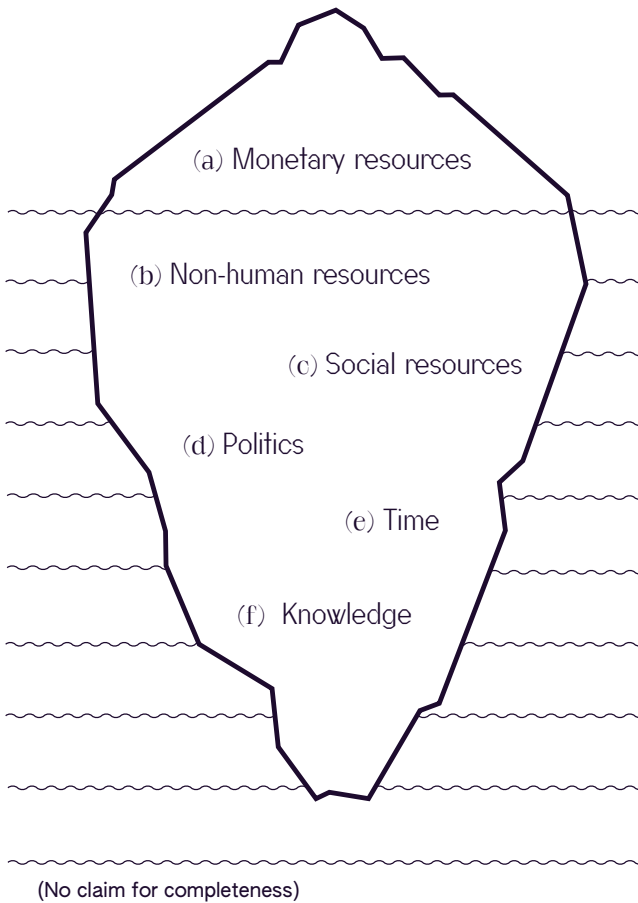 (a) Monetary resources
(b) Non-human resources
(c) Social resources
(d) Politics
(e) Time
(f) Knowledge
(No claim for completeness)